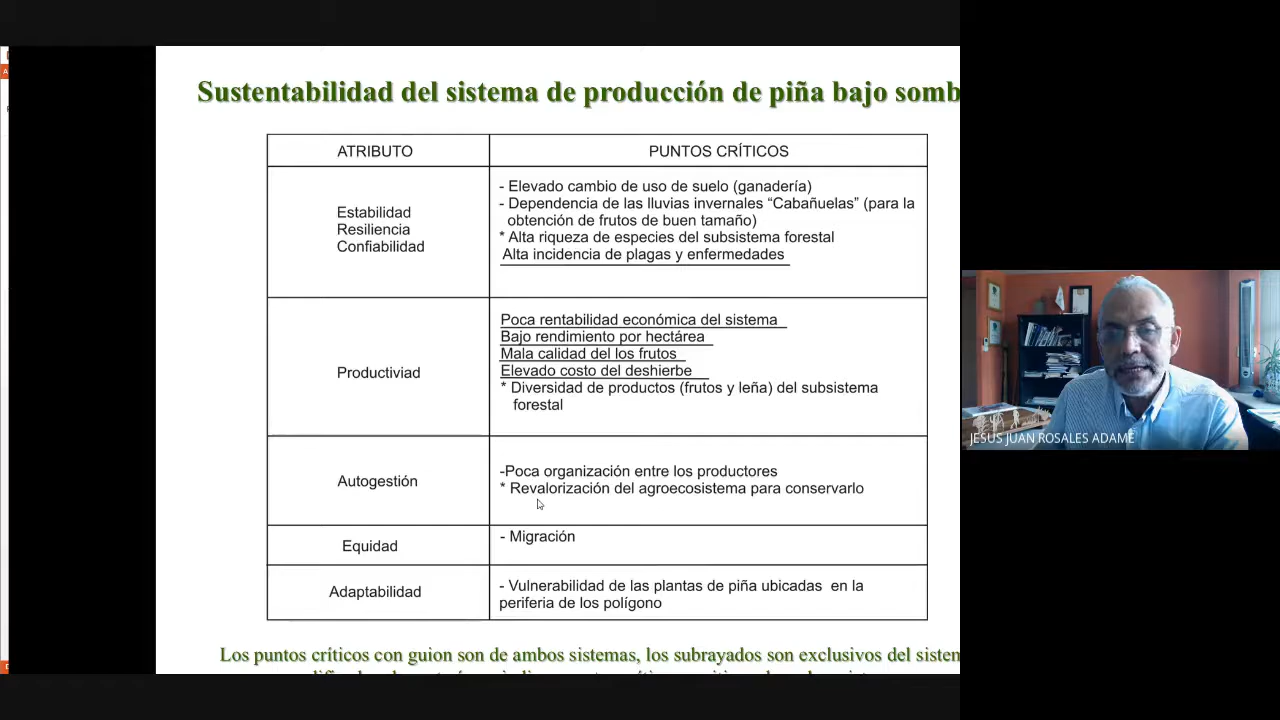 Sustentabilidad del sistema de producción de piña bajo somb
ATRIBUTO
PUNTOS CRÍTICOS
Estabilidad
Resiliencia
Confiabilidad
- Elevado cambio de uso de suelo (ganadería)
- Dependencia de las lluvias invernales “Cabañuelas” (para la
obtención de frutos de buen tamaño)
* Alta riqueza de especies del subsistema forestal
Alta incidencia de plagas y enfermedades
Productiviad
Poca rentabilidad económica del sistema
Bajo rendimiento por hectárea
Mala calidad del los frutos
Elevado costo del deshierbe
* Diversidad de productos (frutos y leña) del subsistema
forestal
Autogestión
-Poca organización entre los productores
* Revalorización del agroecosistema para conservarlo
Equidad
- Migración
Adaptabilidad
- Vulnerabilidad de las plantas de piña ubicadas en la
periferia de los polígono
Los puntos críticos con guion son de ambos sistemas, los subrayados son exclusivos del sistem
JESUS JUAN ROSALES ADAME